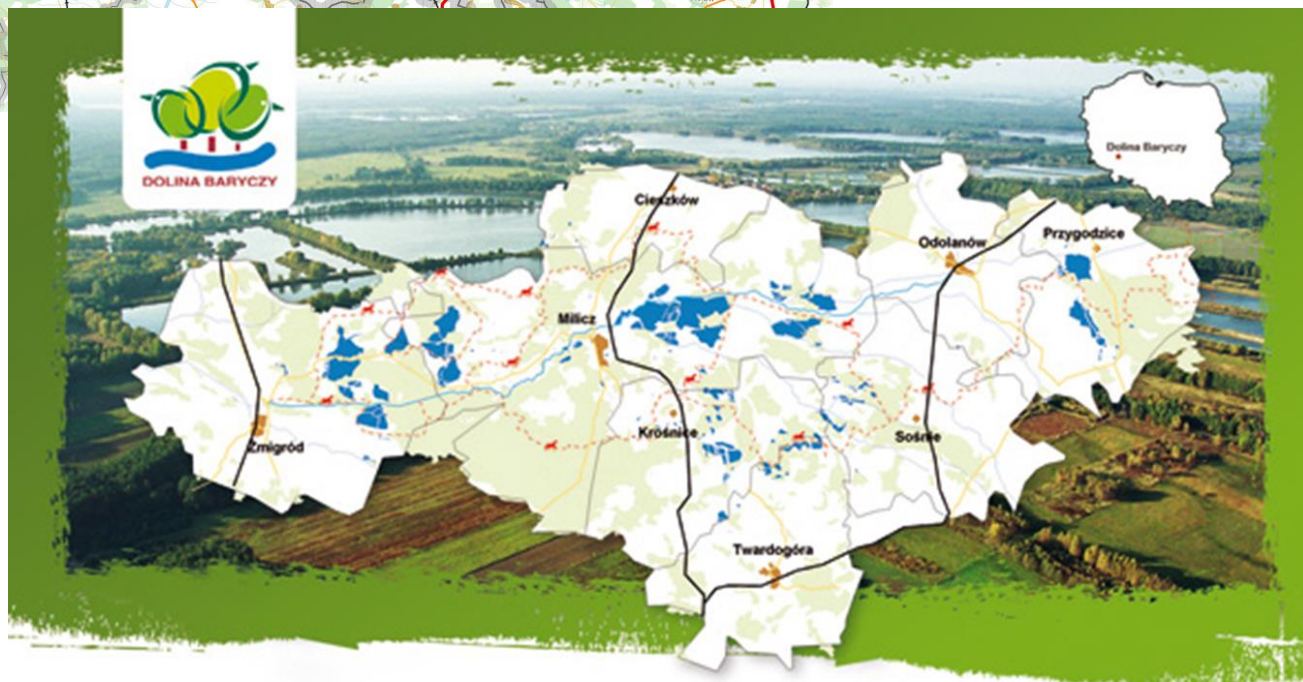 DOLINA BARYCZY
Dolina Baryczy
Cieszków
Odolanów
Przygodzice
Milicz
Krośnice
Sośnie
Żmigród
Twardogóra